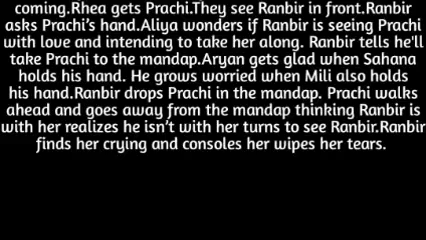 coming.Rhea gets Prachi.They see Ranbir in front.Ranbir
asks Prachi's hand.Aliya wonders if Ranbir is seeing Prachi
with love and intending to take her along. Ranbir tells he'll
take Prachi to the mandap.Aryan gets glad when Sahana
holds his hand. He grows worried when Mili also holds
his hand.Ranbir drops Prachi in the mandap. Prachi walks
ahead and goes away from the mandap thinking Ranbir is
with her realizes he isn't with her turns to see Ranbir.Ranbir
finds her crying and consoles her wipes her tears.